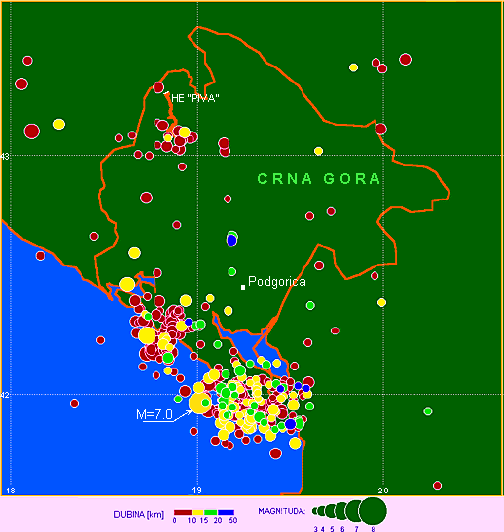 HE "PIVA"
43
CRNA GORA
Podgorica
42
M=7.0
18 19 20
DUBINA [km] 0 10 15 20 50 MAGNITUDA: 3 4 5 6 7 8